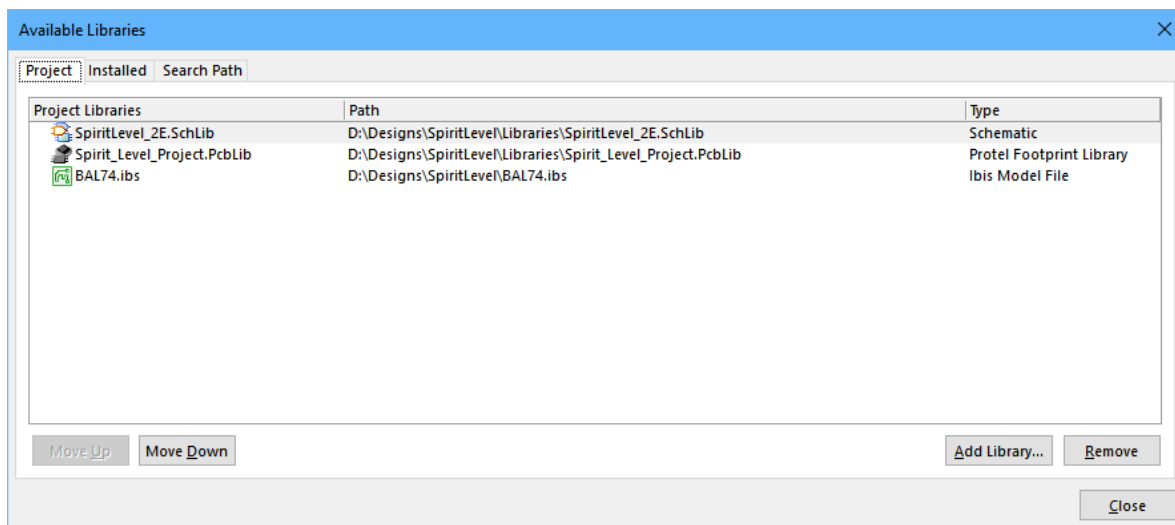 Available Libraries
Project Installed Search Path
Project Libraries Path Type
SpiritLevel_2E.SchLib D:\Designs\SpiritLevel\Libraries\SpiritLevel_2E.SchLib Schematic
Spirit_Level_Project.PcbLib D:\Designs\SpiritLevel\Libraries\Spirit_Level_Project.PcbLib Protel Footprint Library
BAL74.ibs D:\Designs\SpiritLevel\BAL74.ibs Ibis Model File
Move Up Move Down Add Library... Remove
Close